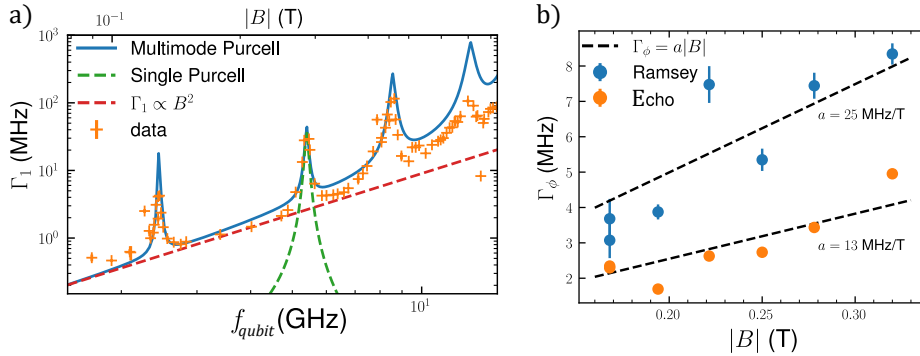 a)
|B| (T)
10⁻¹
10³
10²
10¹
10⁰
Γ₁ (MHz)
Multimode Purcell
Single Purcell
Γ₁ ∝ B²
data
10¹
f_qubit(GHz)
b)
Γ_ϕ = a|B|
Ramsey
Echo
a = 25 MHz/T
a = 13 MHz/T
8
7
6
5
4
3
2
Γ_ϕ (MHz)
0.20 0.25 0.30
|B| (T)